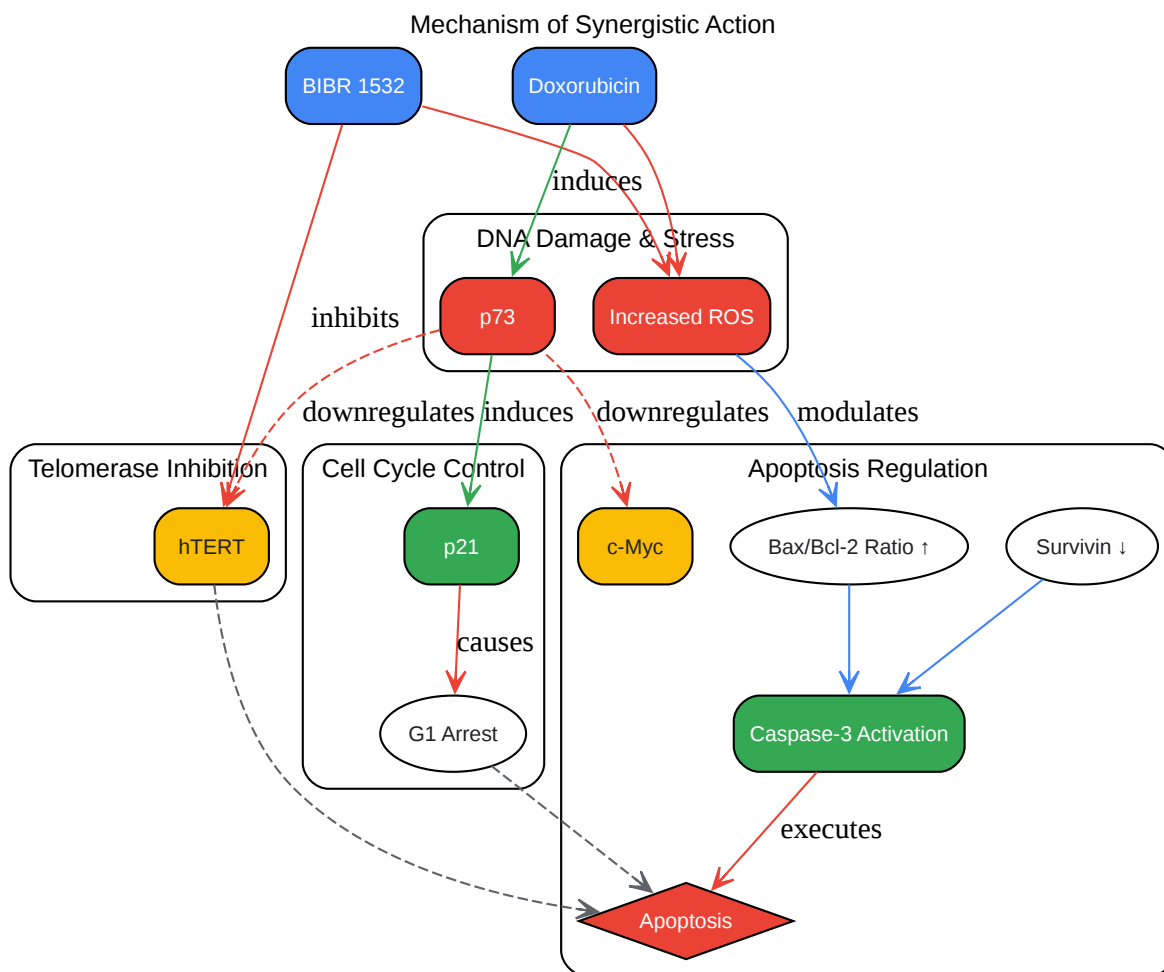 Mechanism of Synergistic Action
BIBR 1532
Doxorubicin
induces
DNA Damage & Stress
p73
Increased ROS
inhibits
downregulates
induces
downregulates
modulates
Telomerase Inhibition
Cell Cycle Control
Apoptosis Regulation
hTERT
p21
c-Myc
Bax/Bcl-2 Ratio ↑
Survivin ↓
causes
G1 Arrest
Caspase-3 Activation
executes
Apoptosis